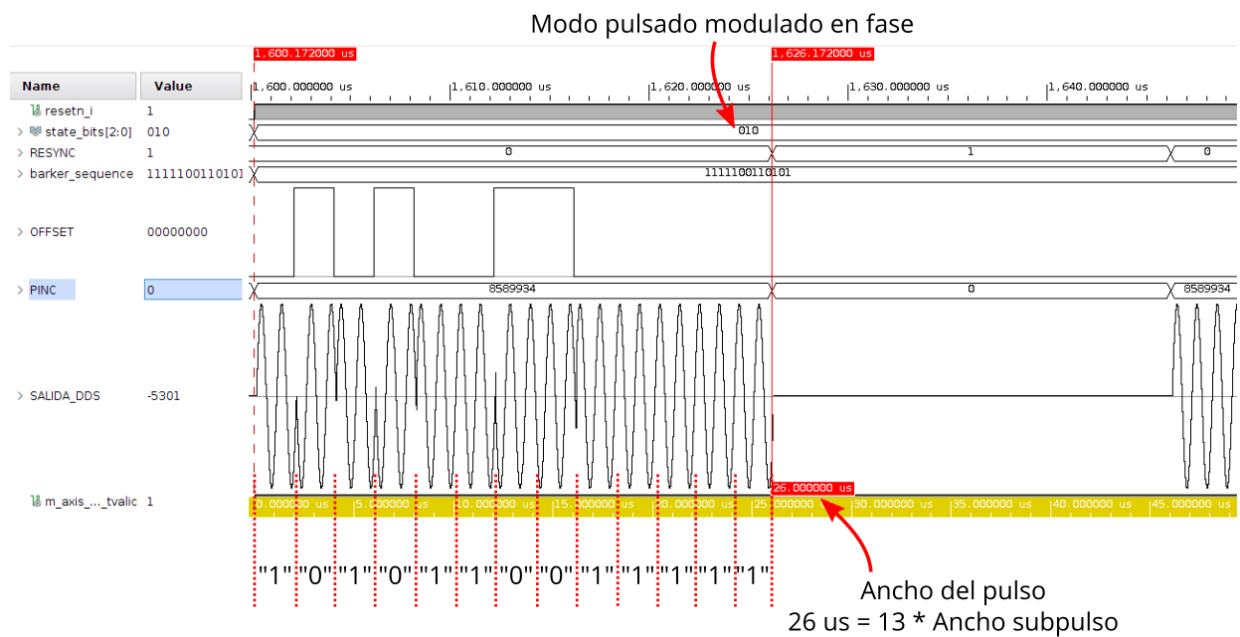 Modo pulsado modulado en fase
1,600.172000 us 1,626.172000 us
Name Value 1,600.000000 us 1,610.000000 us 1,620.000000 us 1,630.000000 us 1,640.000000 us
resetn_i 1
> state_bits[2:0] 010 010
> RESYNC 1 0 1 0
> barker_sequence 1111100110101 1111100110101
> OFFSET 00000000
> PINC 0 8589934 0 8589934
> SALIDA_DDS -5301
26.000000 us
m_axis_..._tvalid 1 0.000000 us 5.000000 us 10.000000 us 15.000000 us 20.000000 us 25.000000 us 30.000000 us 35.000000 us 40.000000 us 45.000000 us
"1" "0" "1" "0" "1" "1" "0" "0" "1" "1" "1" "1" "1"
Ancho del pulso
26 us = 13 * Ancho subpulso